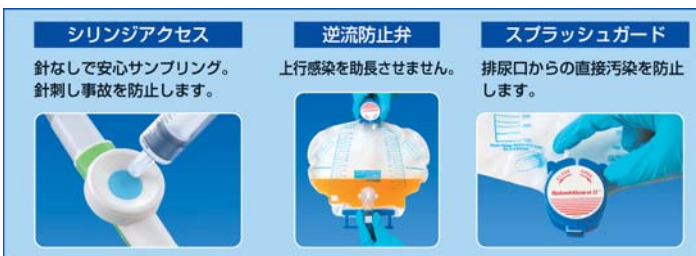 シリンジアクセス
針なしで安心サンプリング。
針刺し事故を防止します。
逆流防止弁
上行感染を助長させません。
スプラッシュガード
排尿口からの直接汚染を防止
します。
SplashGuard II